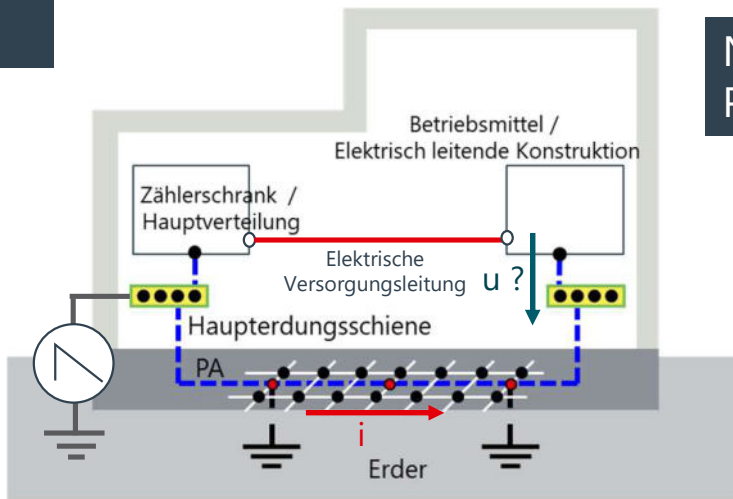 Betriebsmittel /
Elektrisch leitende Konstruktion
Zählerschrank /
Hauptverteilung
Elektrische
Versorgungsleitung
u ?
Haupterdungsschiene
PA
i
Erder